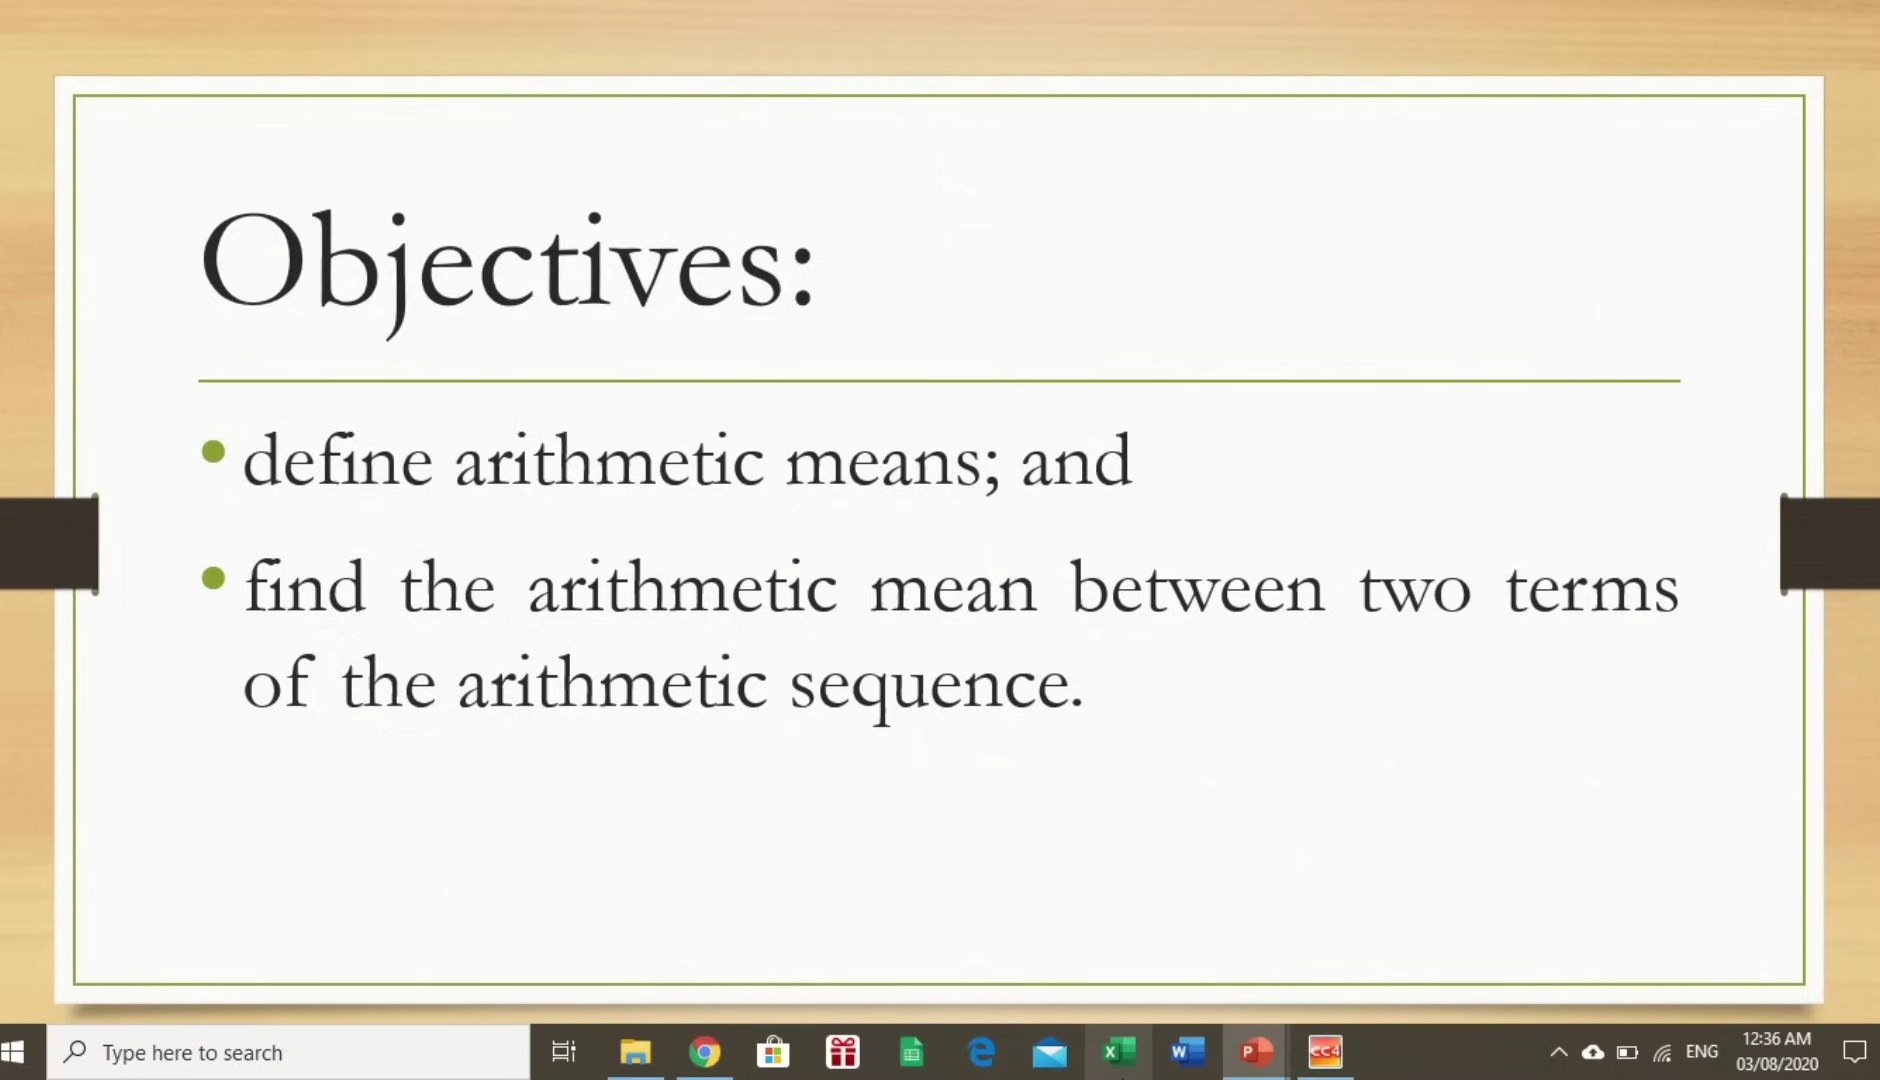 Objectives:
• define arithmetic means; and
• find the arithmetic mean between two terms
of the arithmetic sequence.
Type here to search
X
W
P
CC4
ENG
12:36 AM
03/08/2020